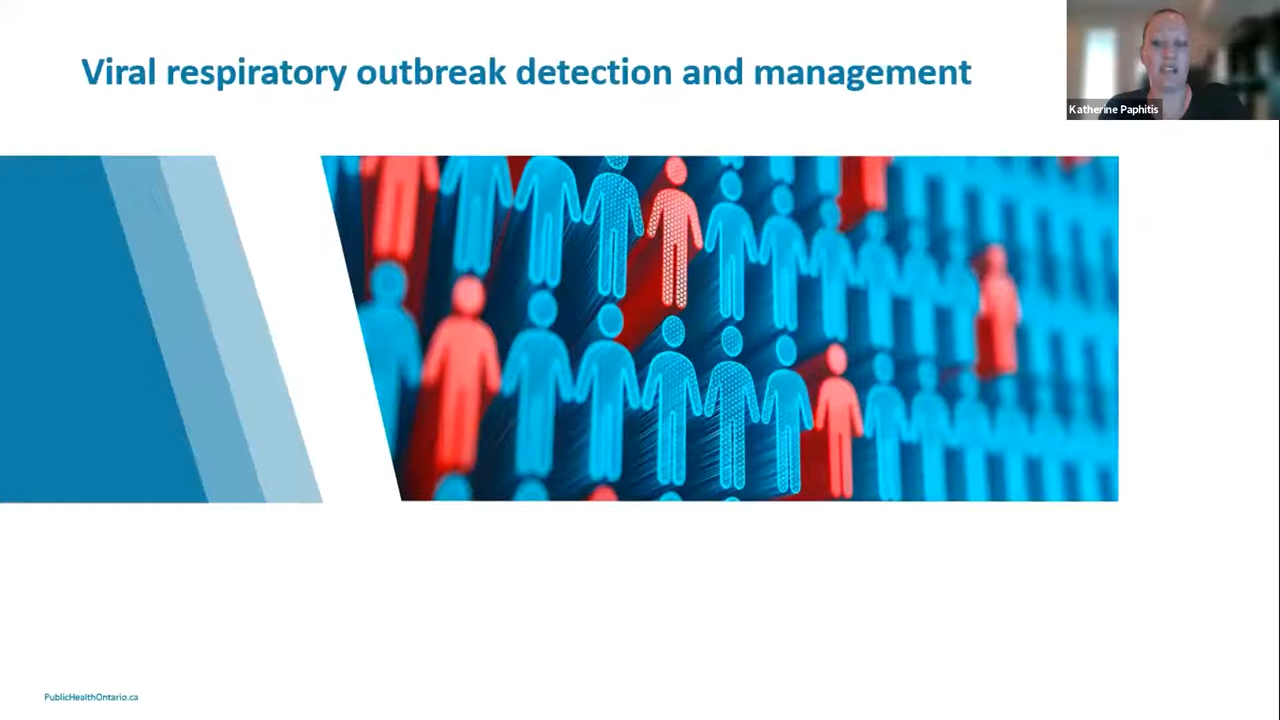 Viral respiratory outbreak detection and management
Katherine Paphitis
PublicHealthOntario.ca